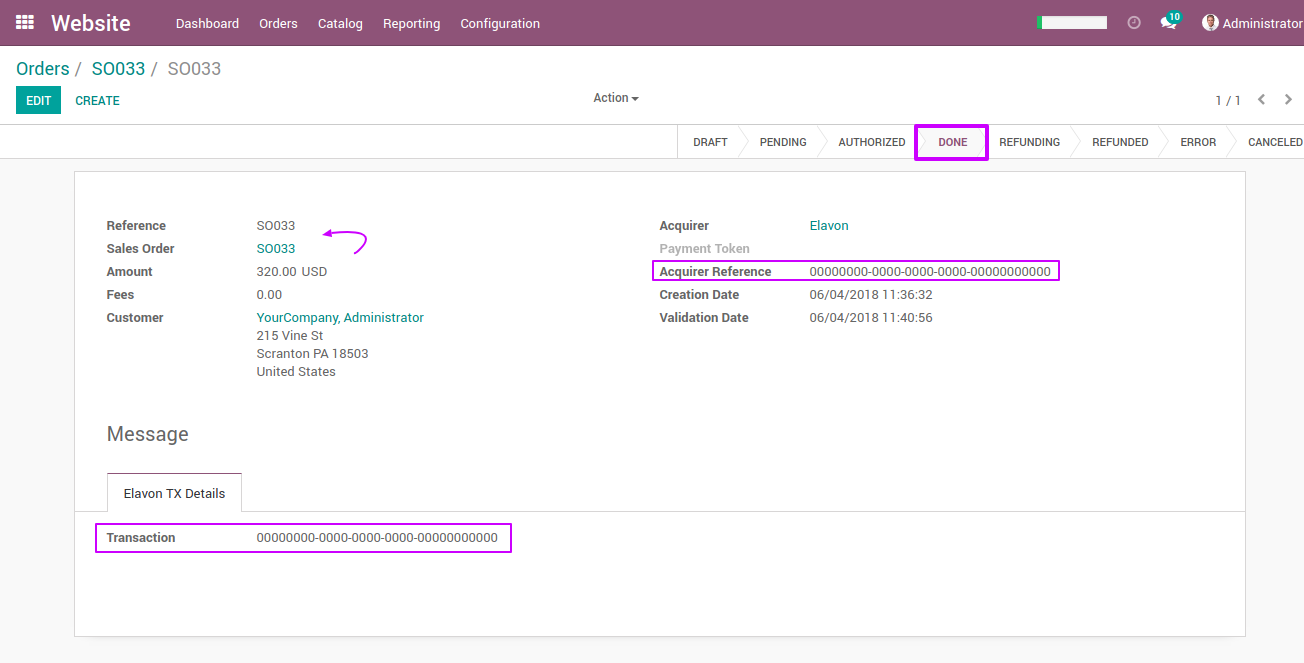 Website Dashboard Orders Catalog Reporting Configuration 10 Administrator
Orders / SO033 / SO033
EDIT CREATE Action 1 / 1
DRAFT PENDING AUTHORIZED DONE REFUNDING REFUNDED ERROR CANCELED
Reference SO033 Acquirer Elavon
Sales Order SO033 Payment Token
Amount 320.00 USD Acquirer Reference 00000000-0000-0000-0000-00000000000
Fees 0.00 Creation Date 06/04/2018 11:36:32
Customer YourCompany, Administrator Validation Date 06/04/2018 11:40:56
215 Vine St
Scranton PA 18503
United States
Message
Elavon TX Details
Transaction 00000000-0000-0000-0000-00000000000